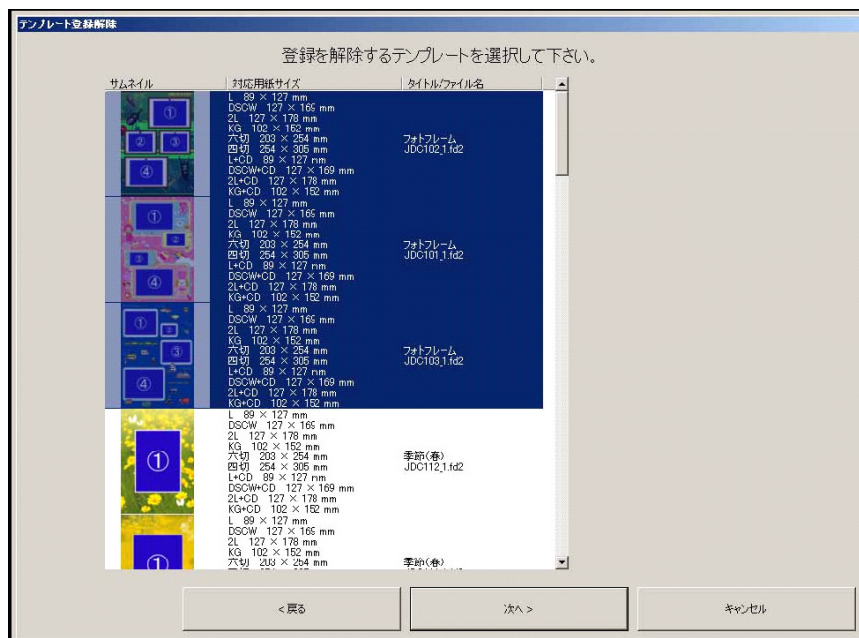 テンプレート登録解除
登録を解除するテンプレートを選択して下さい。
サムネイル 対応用紙サイズ タイトル/ファイル名
① ② ③ ④
L 89 × 127 mm
DSCW 127 × 169 mm
2L 127 × 178 mm
KG 102 × 152 mm
六切 203 × 254 mm
四切 254 × 305 mm
L+CD 89 × 127 mm
DSCW+CD 127 × 169 mm
2L+CD 127 × 178 mm
KG+CD 102 × 152 mm
フォトフレーム
JDC102_1.fd2
① ② ③ ④
L 89 × 127 mm
DSCW 127 × 169 mm
2L 127 × 178 mm
KG 102 × 152 mm
六切 203 × 254 mm
四切 254 × 305 mm
L+CD 89 × 127 mm
DSCW+CD 127 × 169 mm
2L+CD 127 × 178 mm
KG+CD 102 × 152 mm
フォトフレーム
JDC101_1.fd2
① ② ③ ④
L 89 × 127 mm
DSCW 127 × 169 mm
2L 127 × 178 mm
KG 102 × 152 mm
六切 203 × 254 mm
四切 254 × 305 mm
L+CD 89 × 127 mm
DSCW+CD 127 × 169 mm
2L+CD 127 × 178 mm
KG+CD 102 × 152 mm
フォトフレーム
JDC103_1.fd2
①
L 89 × 127 mm
DSCW 127 × 169 mm
2L 127 × 178 mm
KG 102 × 152 mm
六切 203 × 254 mm
四切 254 × 305 mm
L+CD 89 × 127 mm
DSCW+CD 127 × 169 mm
2L+CD 127 × 178 mm
KG+CD 102 × 152 mm
季節(春)
JDC112_1.fd2
①
L 89 × 127 mm
DSCW 127 × 169 mm
2L 127 × 178 mm
KG 102 × 152 mm
六切 203 × 254 mm
季節(春)
< 戻る 次へ > キャンセル